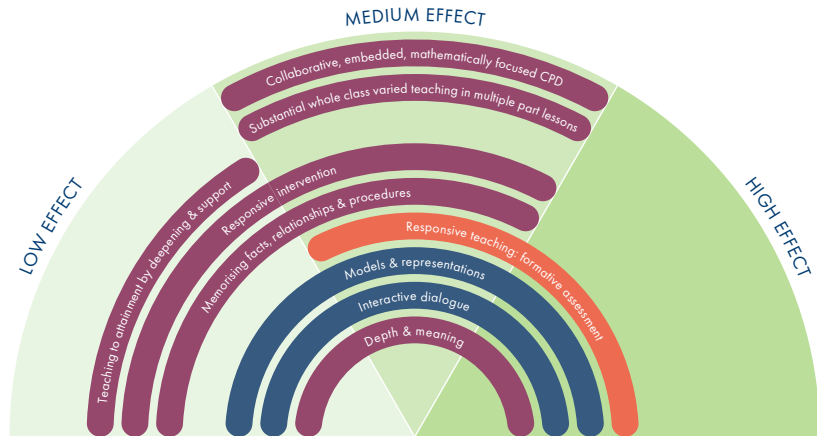 MEDIUM EFFECT
LOW EFFECT
HIGH EFFECT
Collaborative, embedded, mathematically focused CPD
Substantial whole class varied teaching in multiple part lessons
Teaching to attainment by deepening & support
Responsive intervention
Memorising facts, relationships & procedures
Responsive teaching: formative assessment
Models & representations
Interactive dialogue
Depth & meaning